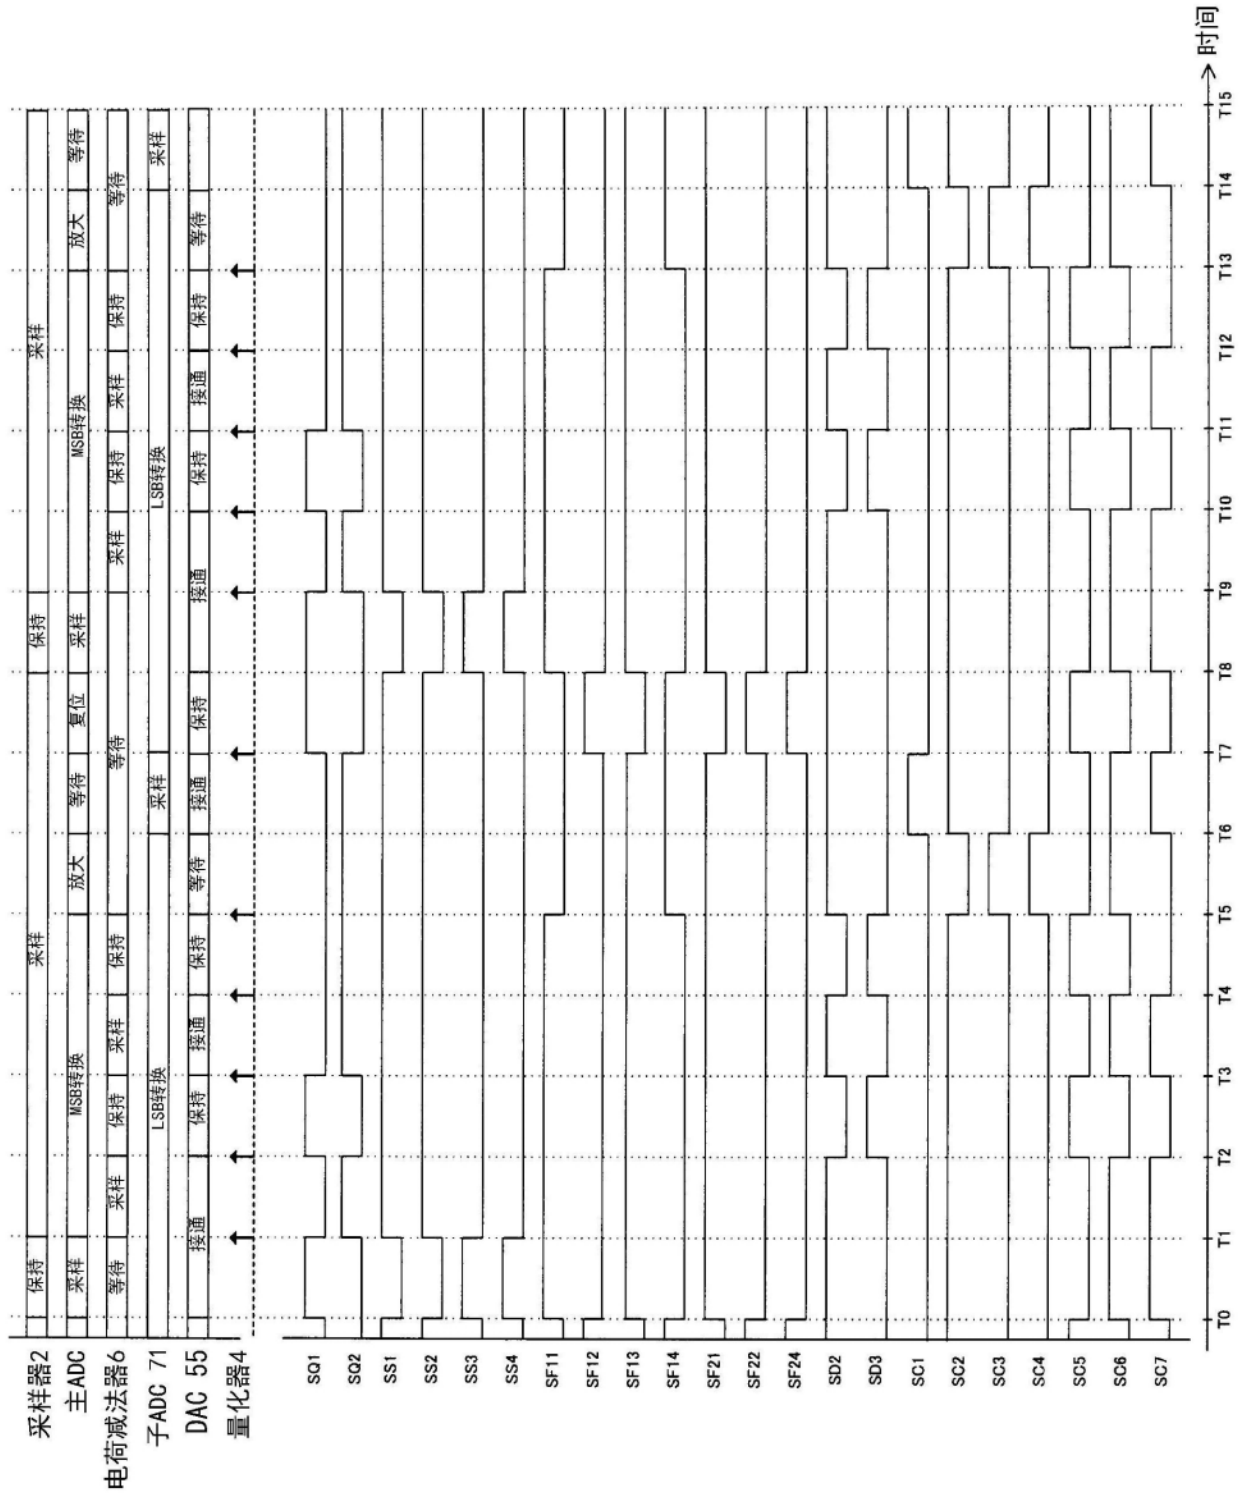 采样器2 保持 采样 保持 采样
主ADC 采样 MSB转换 放大 等待 复位 采样 MSB转换 放大 等待
电荷减法器6 等待 采样 保持 采样 保持 等待 采样 保持 采样 保持 等待
子ADC 71 LSB转换 采样 LSB转换 采样
DAC 55 接通 保持 接通 保持 等待 接通 保持 接通 保持 接通 保持 等待
量化器4
SQ1
SQ2
SS1
SS2
SS3
SS4
SF11
SF12
SF13
SF14
SF21
SF22
SF24
SD2
SD3
SC1
SC2
SC3
SC4
SC5
SC6
SC7
T0 T1 T2 T3 T4 T5 T6 T7 T8 T9 T10 T11 T12 T13 T14 T15
时间